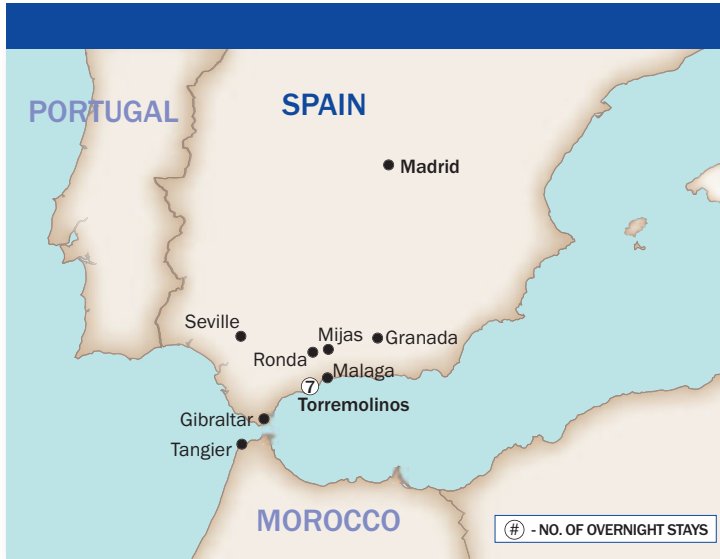 PORTUGAL
SPAIN
Madrid
Seville
Mijas
Granada
Ronda
Malaga
7
Torremolinos
Gibraltar
Tangier
MOROCCO
# - NO. OF OVERNIGHT STAYS